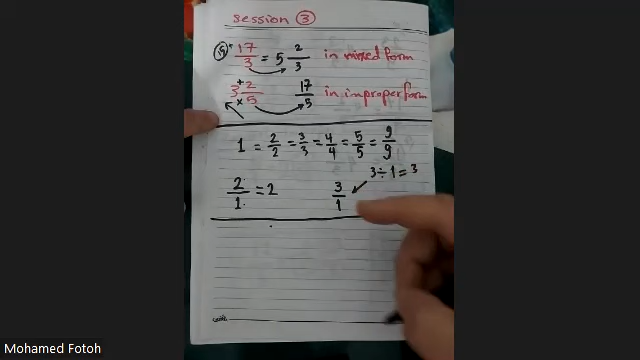 session ③
17/3 = 5 2/3 in mixed form
3 + × 2/5 17/5 in improper form
1 = 2/2 = 3/3 = 4/4 = 5/5 = 9/9
3 ÷ 1 = 3
2/1 = 2 3/1
Mohamed Fotoh